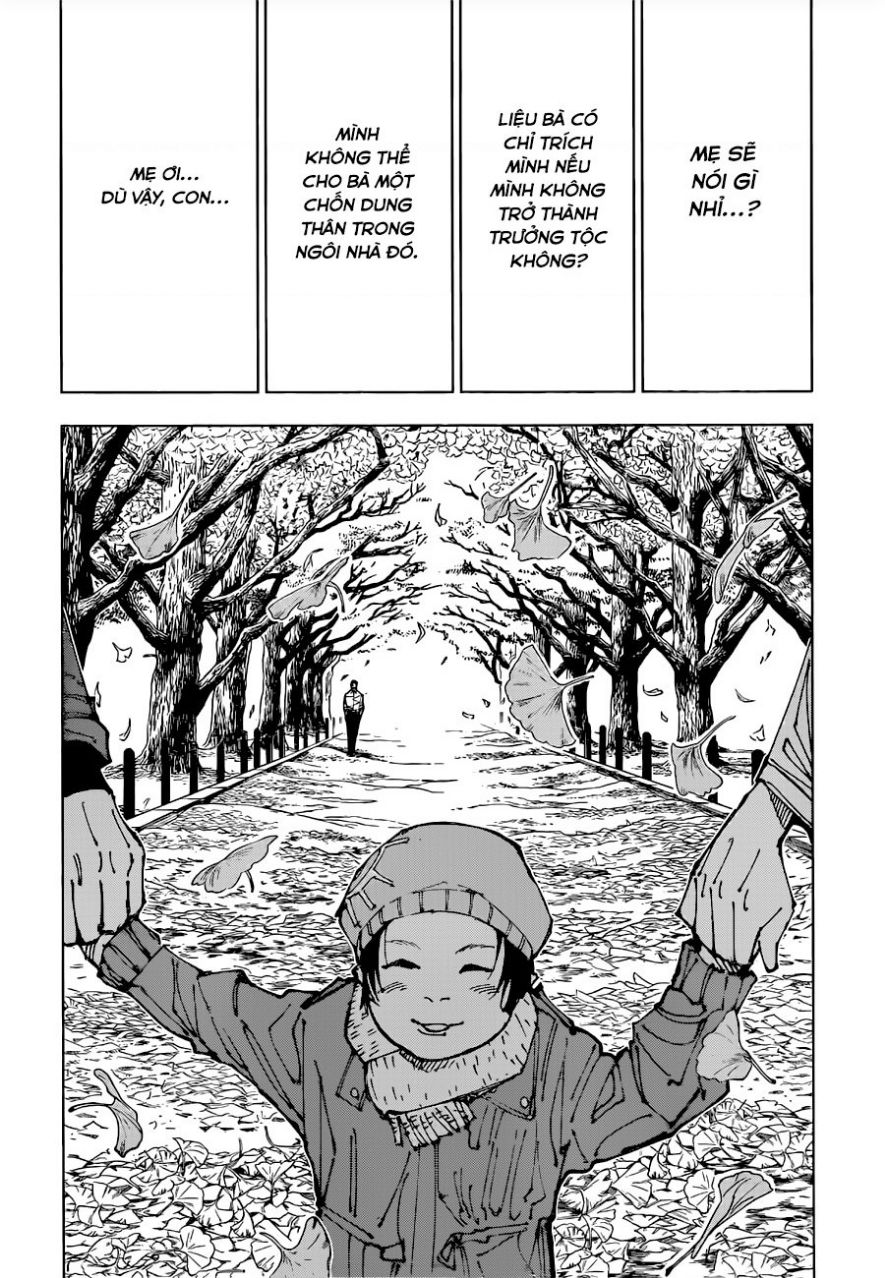 MẸ SẼ
NÓI GÌ
NHỈ...?
LIỆU BÀ CÓ
CHỈ TRÍCH
MÌNH NẾU
MÌNH KHÔNG
TRỞ THÀNH
TRƯỞNG TỘC
KHÔNG?
MÌNH
KHÔNG THỂ
CHO BÀ MỘT
CHỐN DUNG
THÂN TRONG
NGÔI NHÀ ĐÓ.
MẸ ƠI...
DÙ VẬY, CON...